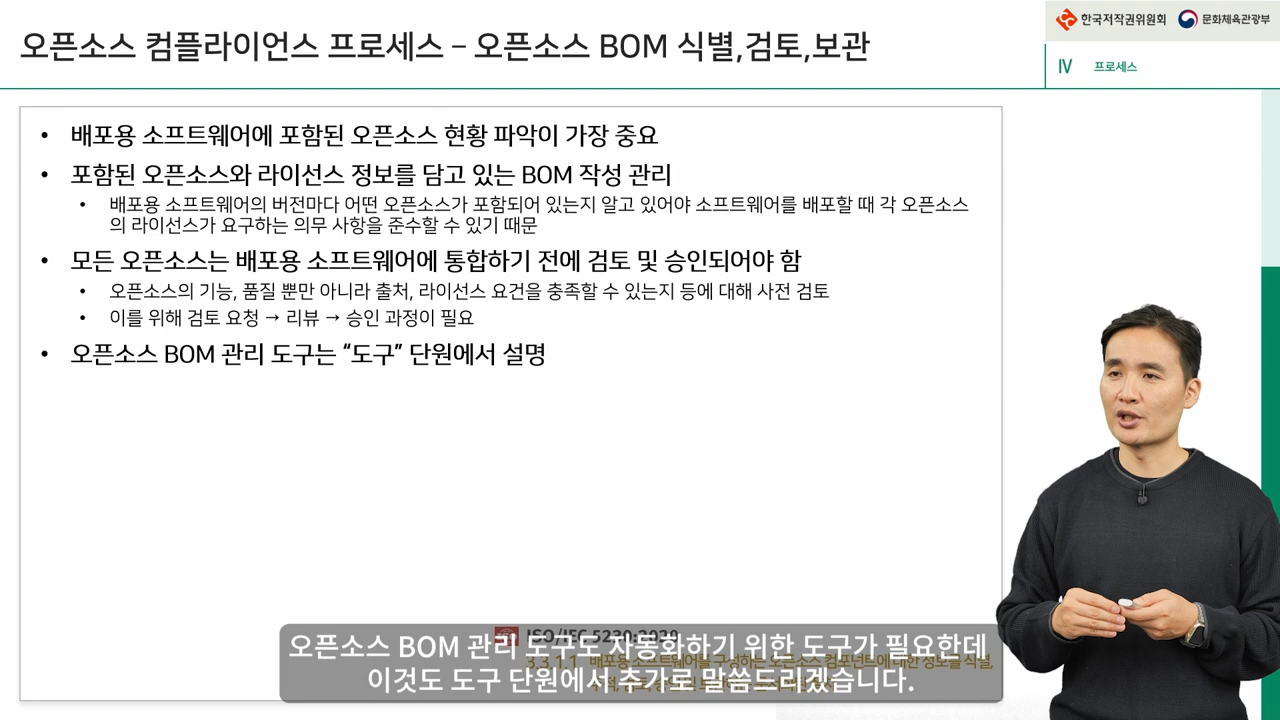 오픈소스 컴플라이언스 프로세스 – 오픈소스 BOM 식별,검토,보관
한국저작권위원회 문화체육관광부
IV 프로세스
• 배포용 소프트웨어에 포함된 오픈소스 현황 파악이 가장 중요
• 포함된 오픈소스와 라이선스 정보를 담고 있는 BOM 작성 관리
• 배포용 소프트웨어의 버전마다 어떤 오픈소스가 포함되어 있는지 알고 있어야 소프트웨어를 배포할 때 각 오픈소스
의 라이선스가 요구하는 의무 사항을 준수할 수 있기 때문
• 모든 오픈소스는 배포용 소프트웨어에 통합하기 전에 검토 및 승인되어야 함
• 오픈소스의 기능, 품질 뿐만 아니라 출처, 라이선스 요건을 충족할 수 있는지 등에 대해 사전 검토
• 이를 위해 검토 요청 → 리뷰 → 승인 과정이 필요
• 오픈소스 BOM 관리 도구는 “도구” 단원에서 설명
ISO/IEC 5230:2020
3.3.1.1 배포용 소프트웨어를 구성하는 오픈소스 컴포넌트에 대한 정보를 식별,
오픈소스 BOM 관리 도구도 자동화하기 위한 도구가 필요한데
이것도 도구 단원에서 추가로 말씀드리겠습니다.